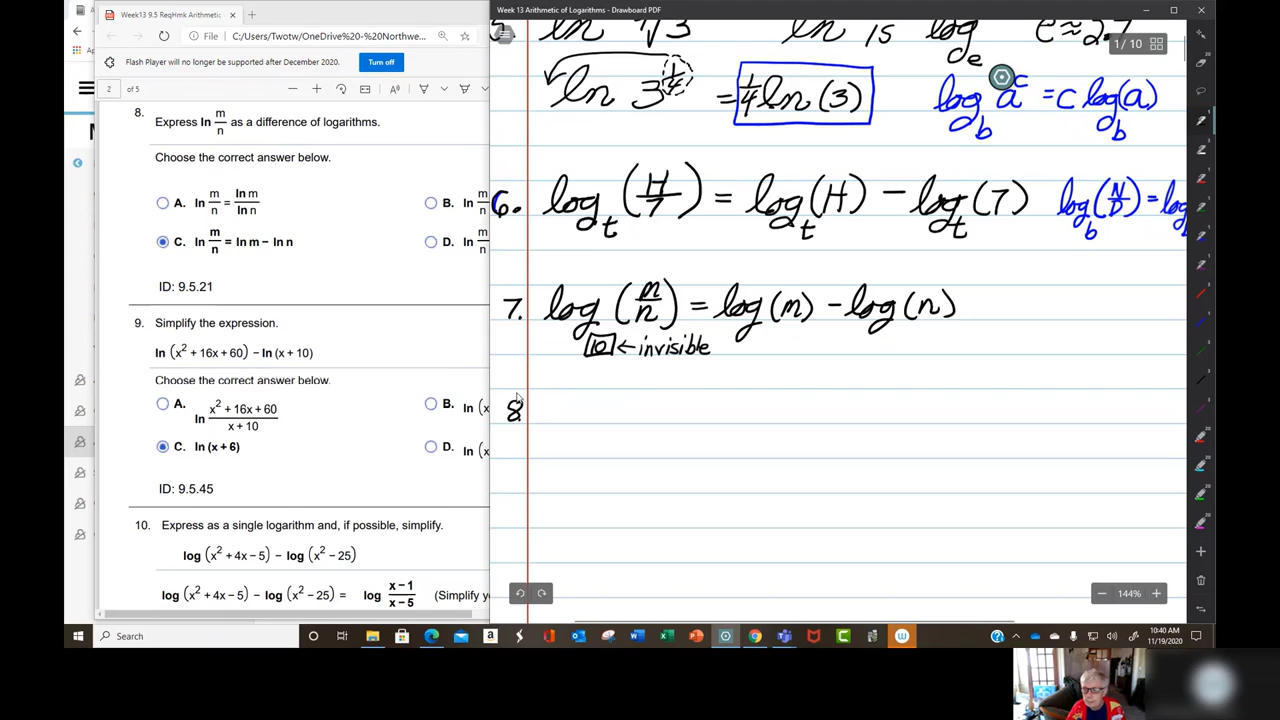 Week13 9.5 ReqHmk Arithmetic
Week 13 Arithmetic of Logarithms - Drawboard PDF
File
C:/Users/Twotw/OneDrive%20-%20Northwe...
Flash Player will no longer be supported after December 2020.
Turn off
2 of 5
8. Express ln m/n as a difference of logarithms.
Choose the correct answer below.
A. ln m/n = ln m/ln n
B. ln m/n
C. ln m/n = ln m – ln n
D. ln m/n
ID: 9.5.21
9. Simplify the expression.
ln (x² + 16x + 60) – ln (x + 10)
Choose the correct answer below.
A. ln x² + 16x + 60 / x + 10
B. ln (x
C. ln (x + 6)
D. ln (x
ID: 9.5.45
10. Express as a single logarithm and, if possible, simplify.
log (x² + 4x – 5) – log (x² – 25)
log (x² + 4x – 5) – log (x² – 25) = log x – 1 / x – 5 (Simplify y
1 / 10
5. ln ∜3 ln is log_e e ≈ 2.7
ln 3^¼ = ¼ ln (3) log_b a^c = c log_b (a)
6. log_t (H/7) = log_t (H) – log_t (7) log_b (N/D) = log
7. log (m/n) = log (m) – log (n)
10 ← invisible
8.
144%
Search
10:40 AM
11/19/2020